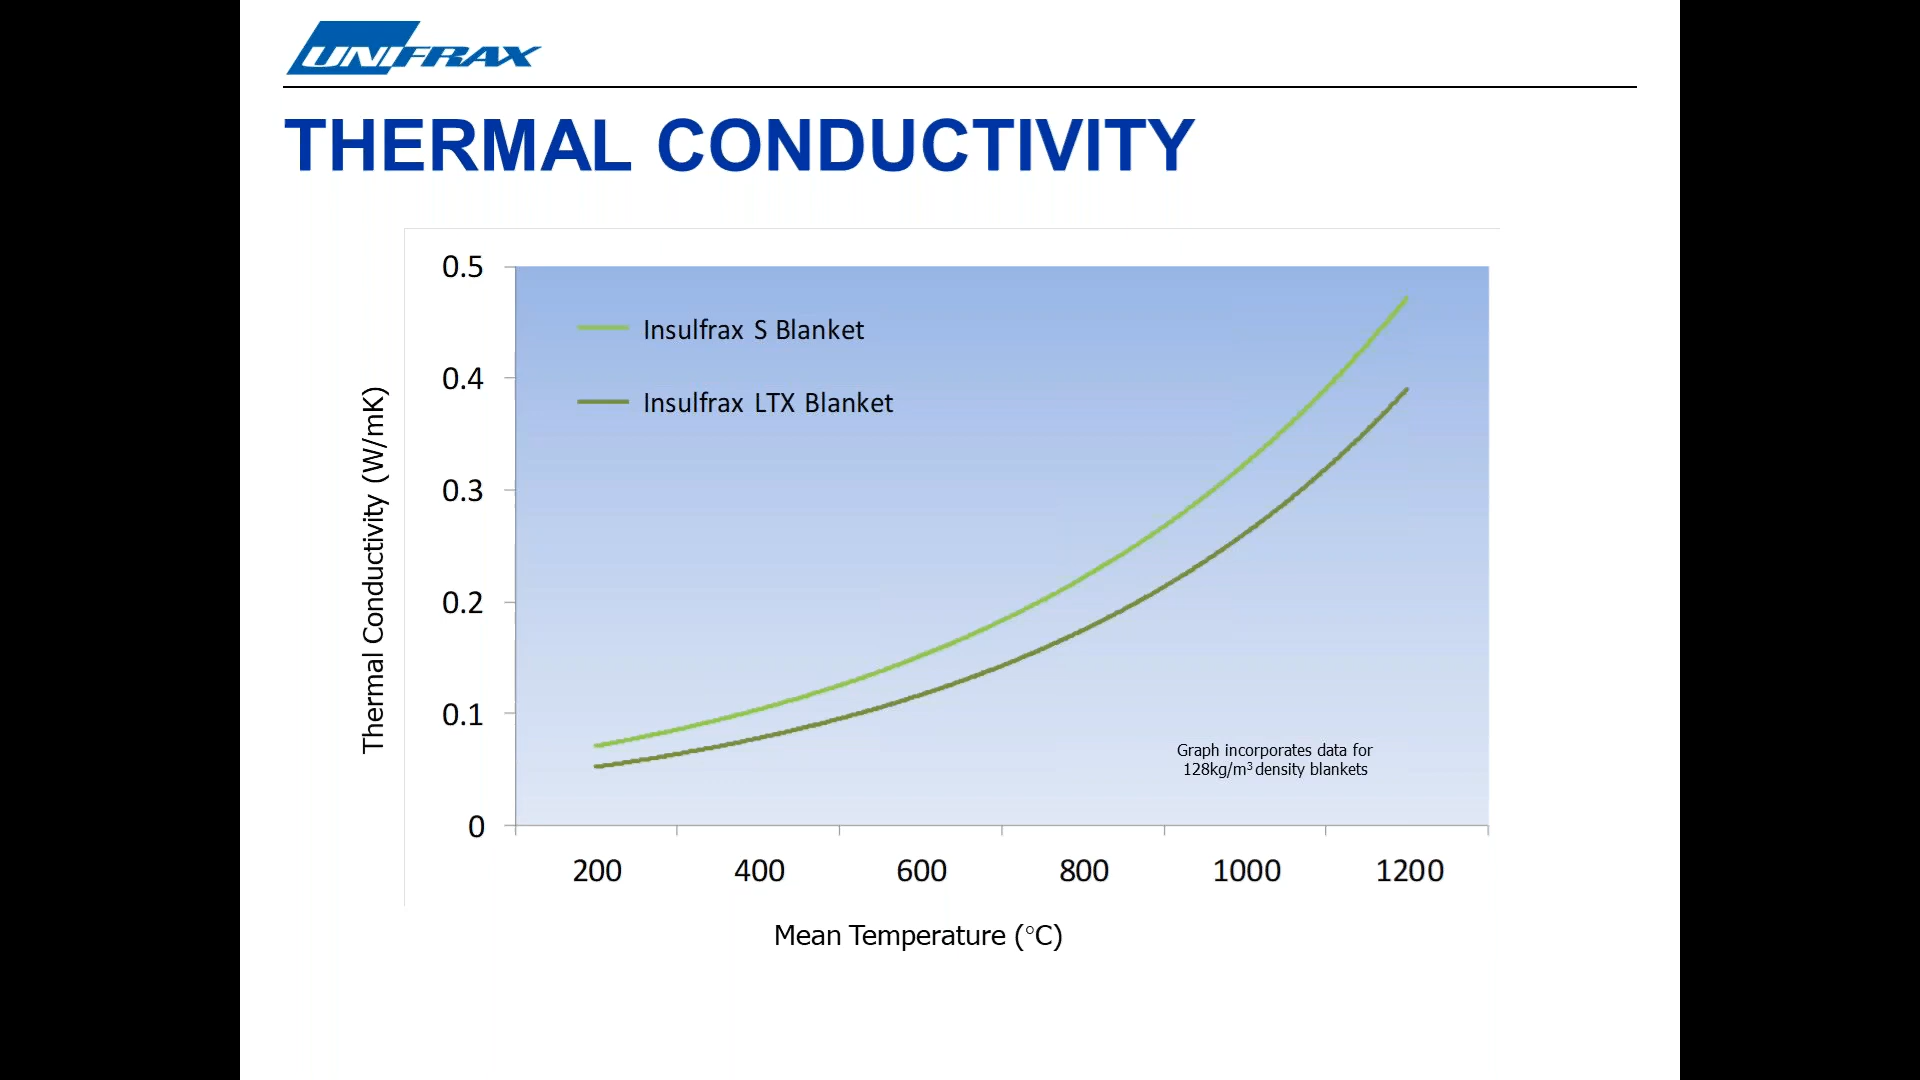 UNIFRAX
THERMAL CONDUCTIVITY
0.5
0.4
0.3
0.2
0.1
0
Thermal Conductivity (W/mK)
Insulfrax S Blanket
Insulfrax LTX Blanket
Graph incorporates data for
128kg/m³ density blankets
200 400 600 800 1000 1200
Mean Temperature (°C)